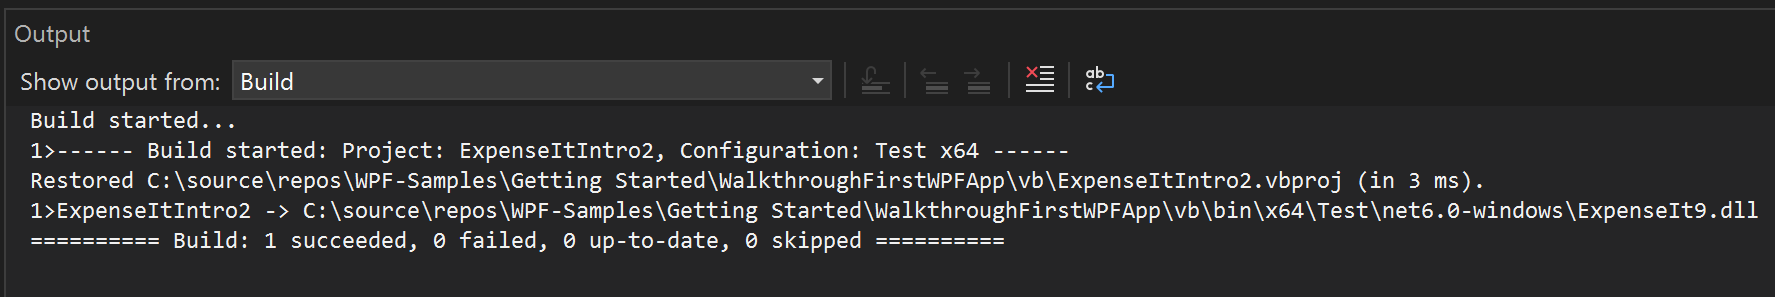 Output
Show output from: Build
ab
c
Build started...
1>------ Build started: Project: ExpenseItIntro2, Configuration: Test x64 ------
Restored C:\source\repos\WPF-Samples\Getting Started\WalkthroughFirstWPFApp\vb\ExpenseItIntro2.vbproj (in 3 ms).
1>ExpenseItIntro2 -> C:\source\repos\WPF-Samples\Getting Started\WalkthroughFirstWPFApp\vb\bin\x64\Test\net6.0-windows\ExpenseIt9.dll
========== Build: 1 succeeded, 0 failed, 0 up-to-date, 0 skipped ==========